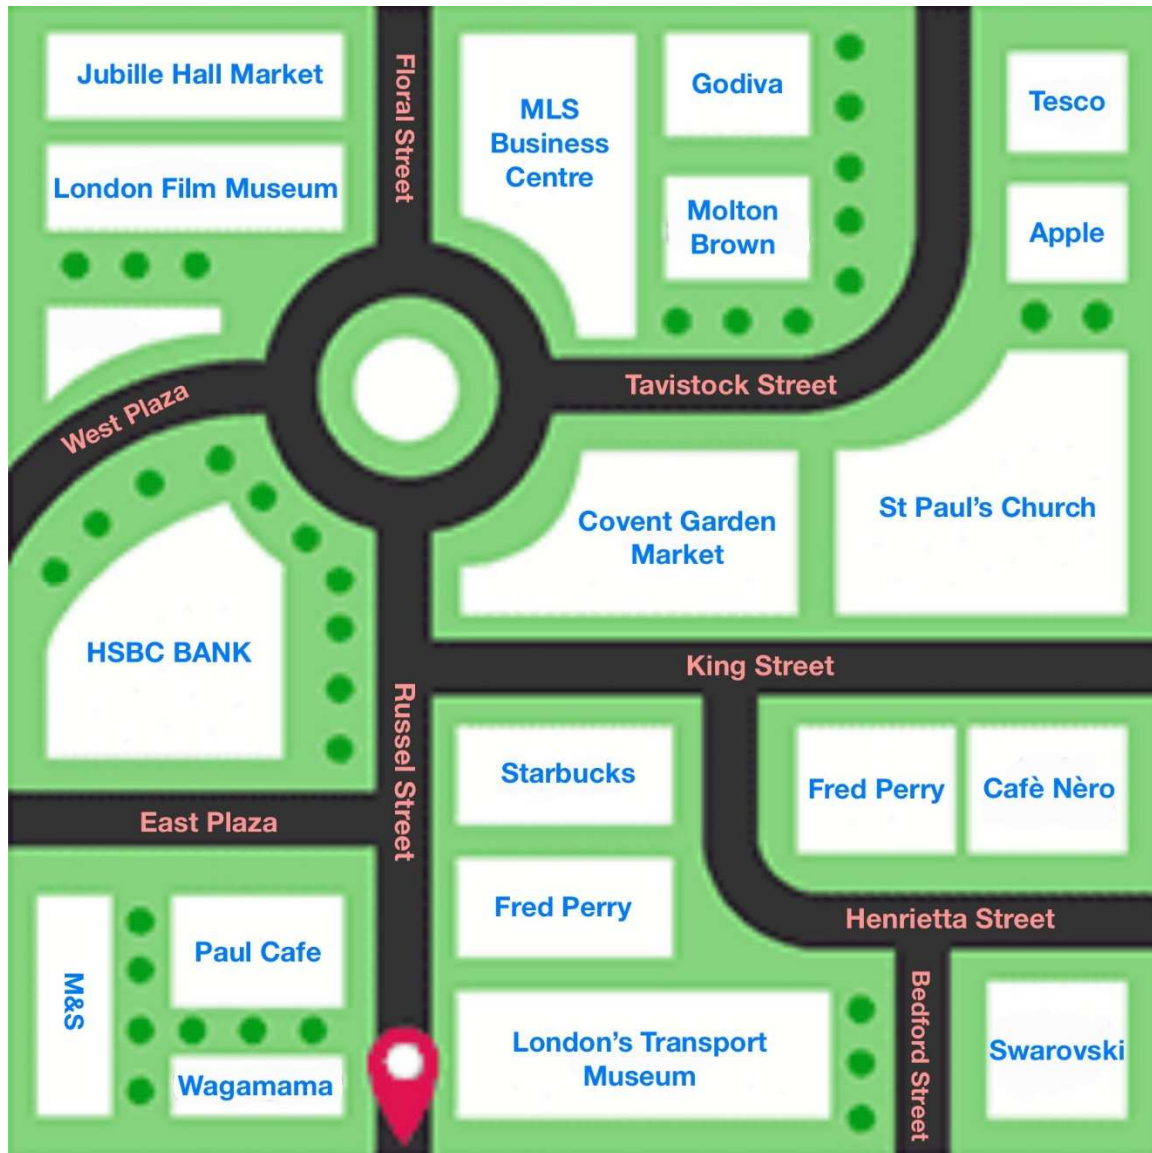 Jubille Hall Market
Floral Street
MLS
Business
Centre
Godiva
Tesco
London Film Museum
Molton
Brown
Apple
West Plaza
Tavistock Street
Covent Garden
Market
St Paul's Church
HSBC BANK
King Street
Russel Street
Starbucks
Fred Perry
Cafè Nèro
East Plaza
Fred Perry
Henrietta Street
Paul Cafe
M&S
Bedford Street
London's Transport
Museum
Swarovski
Wagamama